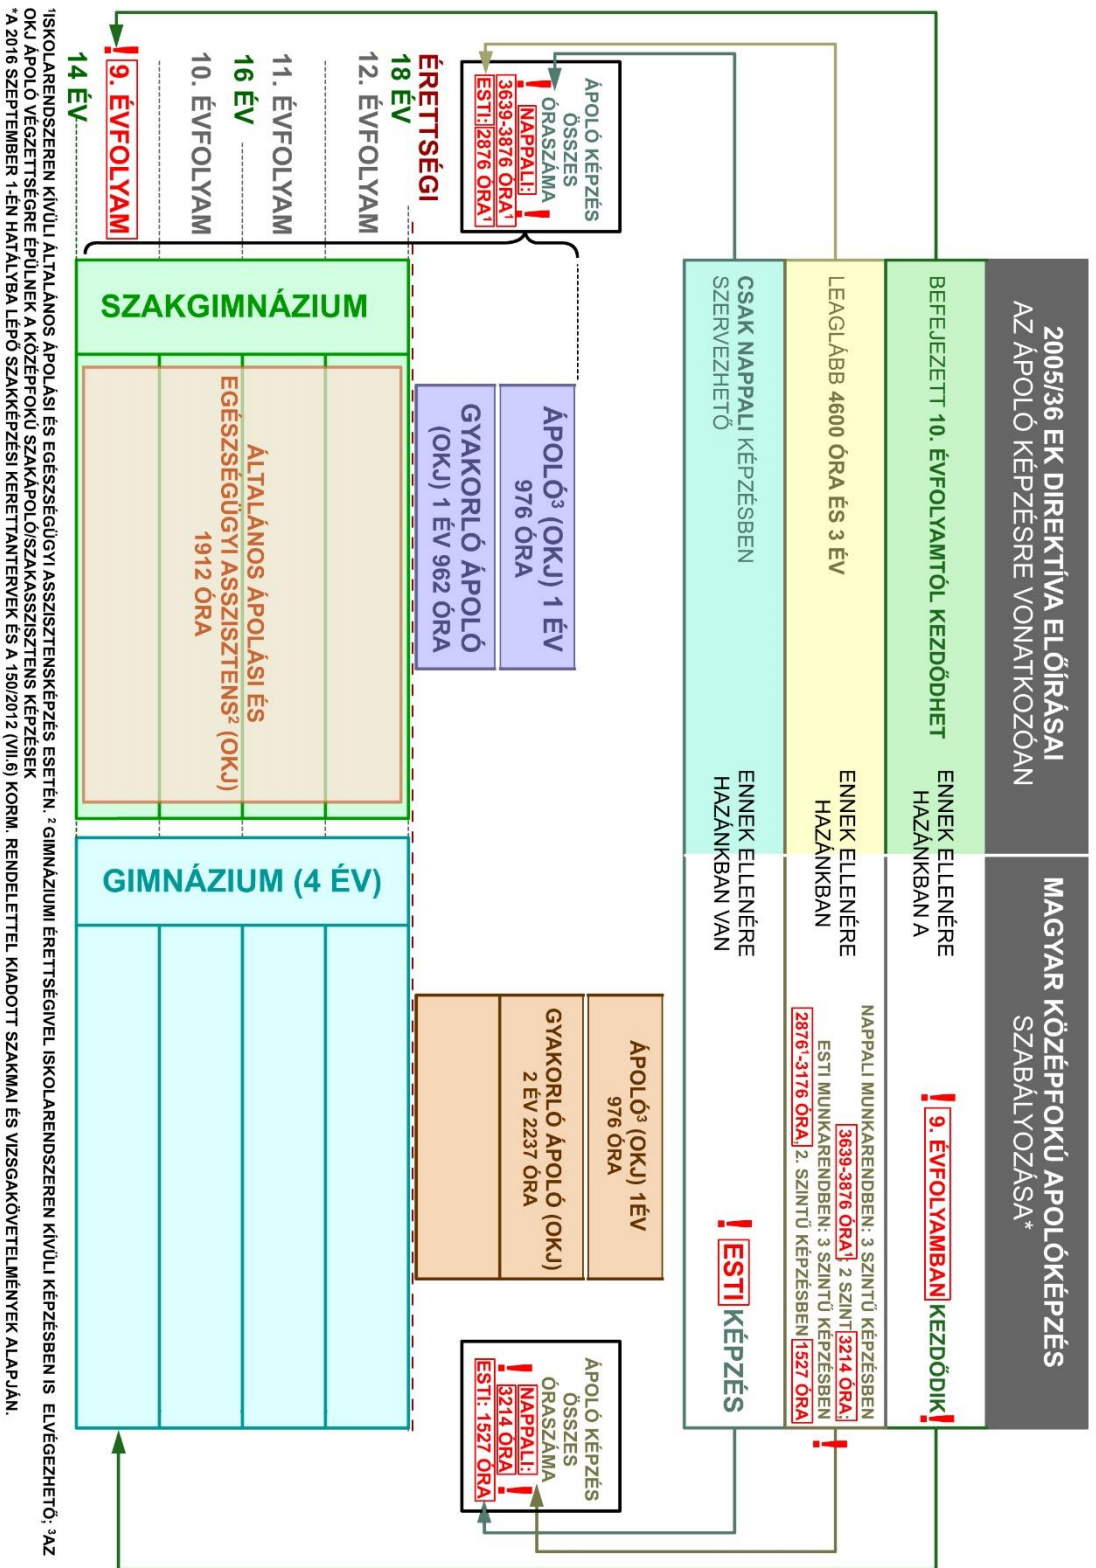 2005/36 EK DIREKTÍVA ELŐÍRÁSAI
AZ ÁPOLÓ KÉPZÉSRE VONATKOZÓAN
MAGYAR KÖZÉPFOKÚ APOLÓKÉPZÉS
SZABÁLYOZÁSA*
BEFEJEZETT 10. ÉVFOLYAMTÓL KEZDŐDHET
ENNEK ELLENÉRE
HAZÁNKBAN A
! 9. ÉVFOLYAMBAN KEZDŐDIK!
LEAGLÁBB 4600 ÓRA ÉS 3 ÉV
ENNEK ELLENÉRE
HAZÁNKBAN
NAPPALI MUNKARENDBEN: 3 SZINTŰ KÉPZÉSBEN
3639-3876 ÓRA¹, 2 SZINT 3214 ÓRA;
ESTI MUNKARENDBEN: 3 SZINTŰ KÉPZÉSBEN
2876¹-3176 ÓRA, 2. SZINTŰ KÉPZÉSBEN 1527 ÓRA !
CSAK NAPPALI KÉPZÉSBEN
SZERVEZHETŐ
ENNEK ELLENÉRE
HAZÁNKBAN VAN
! ESTI KÉPZÉS
ÁPOLÓ KÉPZÉS
ÖSSZES
ÓRASZÁMA
! NAPPALI: !
3639-3876 ÓRA¹
ESTI: 2876 ÓRA¹
ÁPOLÓ³ (OKJ) 1 ÉV
976 ÓRA
GYAKORLÓ ÁPOLÓ
(OKJ) 1 ÉV 962 ÓRA
ÁPOLÓ³ (OKJ) 1ÉV
976 ÓRA
GYAKORLÓ ÁPOLÓ (OKJ)
2 ÉV 2237 ÓRA
ÁPOLÓ KÉPZÉS
ÖSSZES
ÓRASZÁMA
! NAPPALI: !
3214 ÓRA
ESTI: 1527 ÓRA
ÉRETTSÉGI
18 ÉV
12. ÉVFOLYAM
11. ÉVFOLYAM
16 ÉV
10. ÉVFOLYAM
! 9. ÉVFOLYAM
14 ÉV
SZAKGIMNÁZIUM
ÁLTALÁNOS ÁPOLÁSI ÉS
EGÉSZSÉGÜGYI ASSZISZTENS² (OKJ)
1912 ÓRA
GIMNÁZIUM (4 ÉV)
¹ISKOLARENDSZEREN KÍVÜLI ÁLTALÁNOS ÁPOLÁSI ÉS EGÉSZSÉGÜGYI ASSZISZTENSKÉPZÉS ESETÉN. ² GIMNÁZIUMI ÉRETTSÉGIVEL ISKOLARENDSZEREN KÍVÜLI KÉPZÉSBEN IS ELVÉGEZHETŐ; ³AZ
OKJ ÁPOLÓ VÉGZETTSÉGRE ÉPÜLNEK A KÖZÉPFOKÚ SZAKÁPOLÓ/SZAKASSZISZTENS KÉPZÉSEK
*A 2016 SZEPTEMBER 1-ÉN HATÁLYBA LÉPŐ SZAKKÉPZÉSI KERETTANTERVEK ÉS A 150/2012 (VII.6) KORM. RENDELETTEL KIADOTT SZAKMAI ÉS VIZSGAKÖVETELMÉNYEK ALAPJÁN.